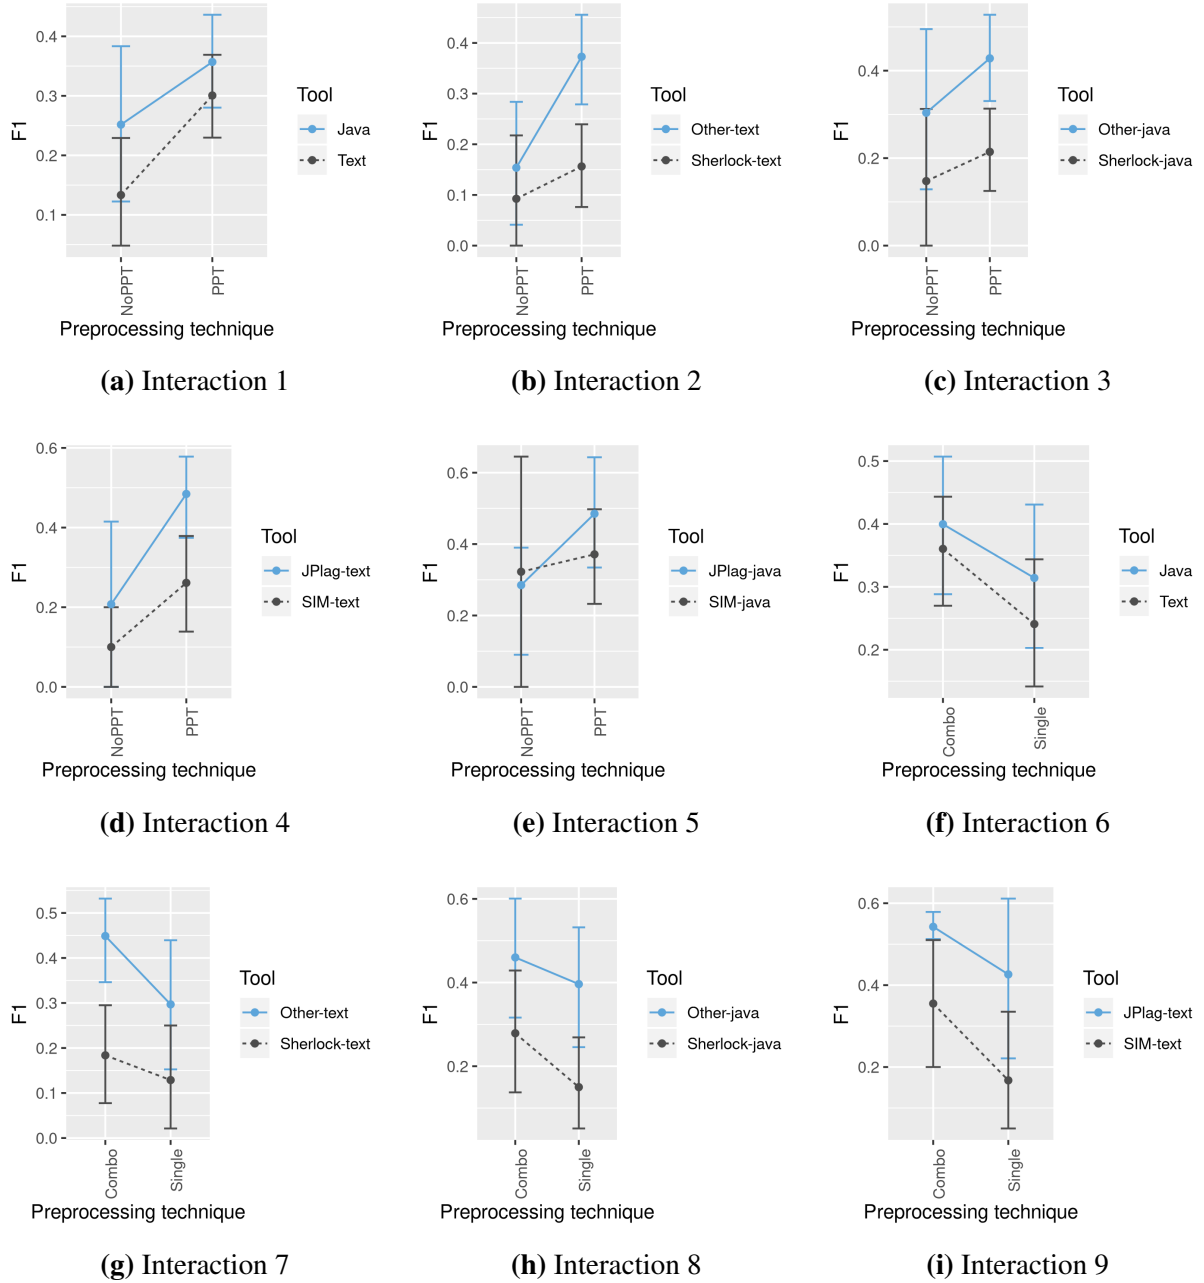 0.4
0.3
0.2
0.1
F1
NoPPT
PPT
Preprocessing technique
Tool
Java
Text
(a) Interaction 1
0.4
0.3
0.2
0.1
0.0
F1
NoPPT
PPT
Preprocessing technique
Tool
Other-text
Sherlock-text
(b) Interaction 2
0.4
0.2
0.0
F1
NoPPT
PPT
Preprocessing technique
Tool
Other-java
Sherlock-java
(c) Interaction 3
0.6
0.4
0.2
0.0
F1
NoPPT
PPT
Preprocessing technique
Tool
JPlag-text
SIM-text
(d) Interaction 4
0.6
0.4
0.2
0.0
F1
NoPPT
PPT
Preprocessing technique
Tool
JPlag-java
SIM-java
(e) Interaction 5
0.5
0.4
0.3
0.2
F1
Combo
Single
Preprocessing technique
Tool
Java
Text
(f) Interaction 6
0.5
0.4
0.3
0.2
0.1
0.0
F1
Combo
Single
Preprocessing technique
Tool
Other-text
Sherlock-text
(g) Interaction 7
0.6
0.4
0.2
F1
Combo
Single
Preprocessing technique
Tool
Other-java
Sherlock-java
(h) Interaction 8
0.6
0.4
0.2
F1
Combo
Single
Preprocessing technique
Tool
JPlag-text
SIM-text
(i) Interaction 9